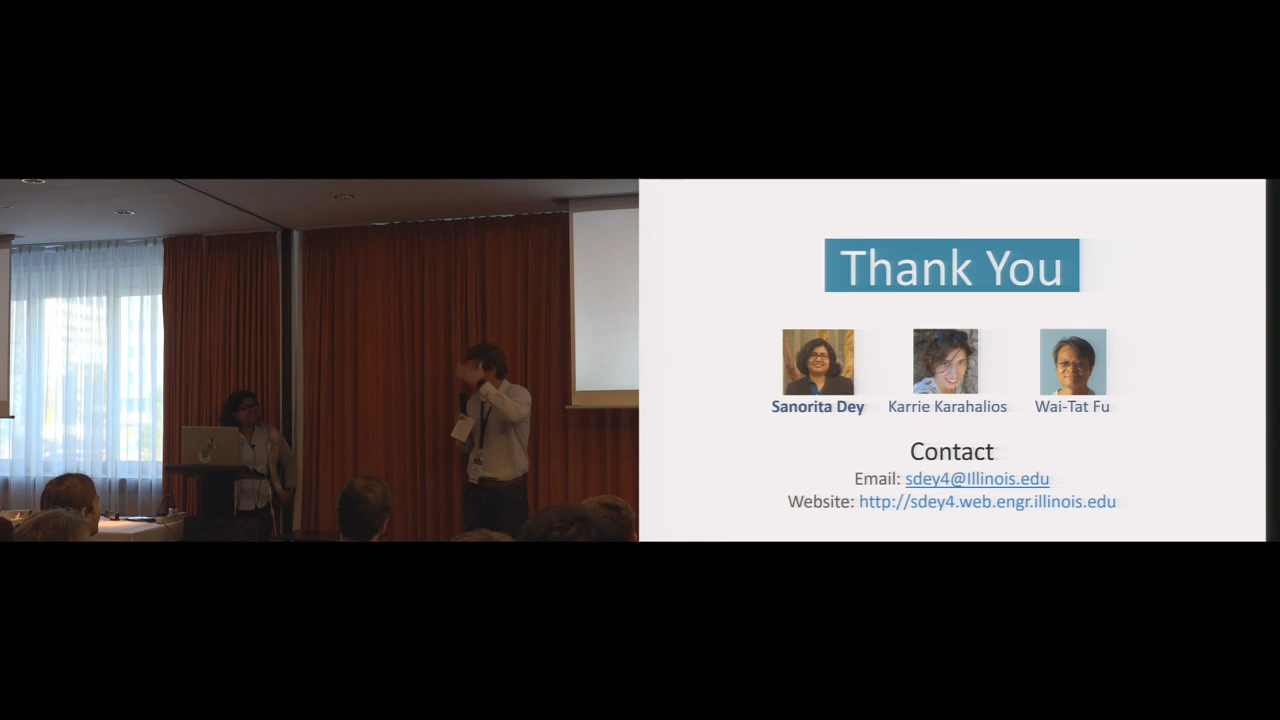 Thank You
Sanorita Dey Karrie Karahalios Wai-Tat Fu
Contact
Email: sdey4@Illinois.edu
Website: http://sdey4.web.engr.illinois.edu